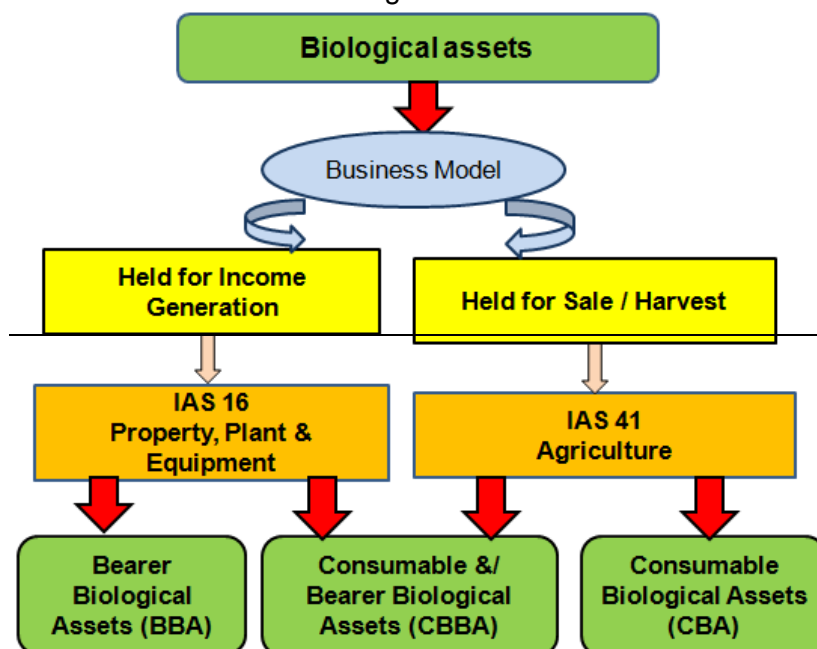 Biological assets
Business Model
Held for Income
Generation
Held for Sale / Harvest
IAS 16
Property, Plant &
Equipment
IAS 41
Agriculture
Bearer
Biological
Assets (BBA)
Consumable &/
Bearer Biological
Assets (CBBA)
Consumable
Biological Assets
(CBA)